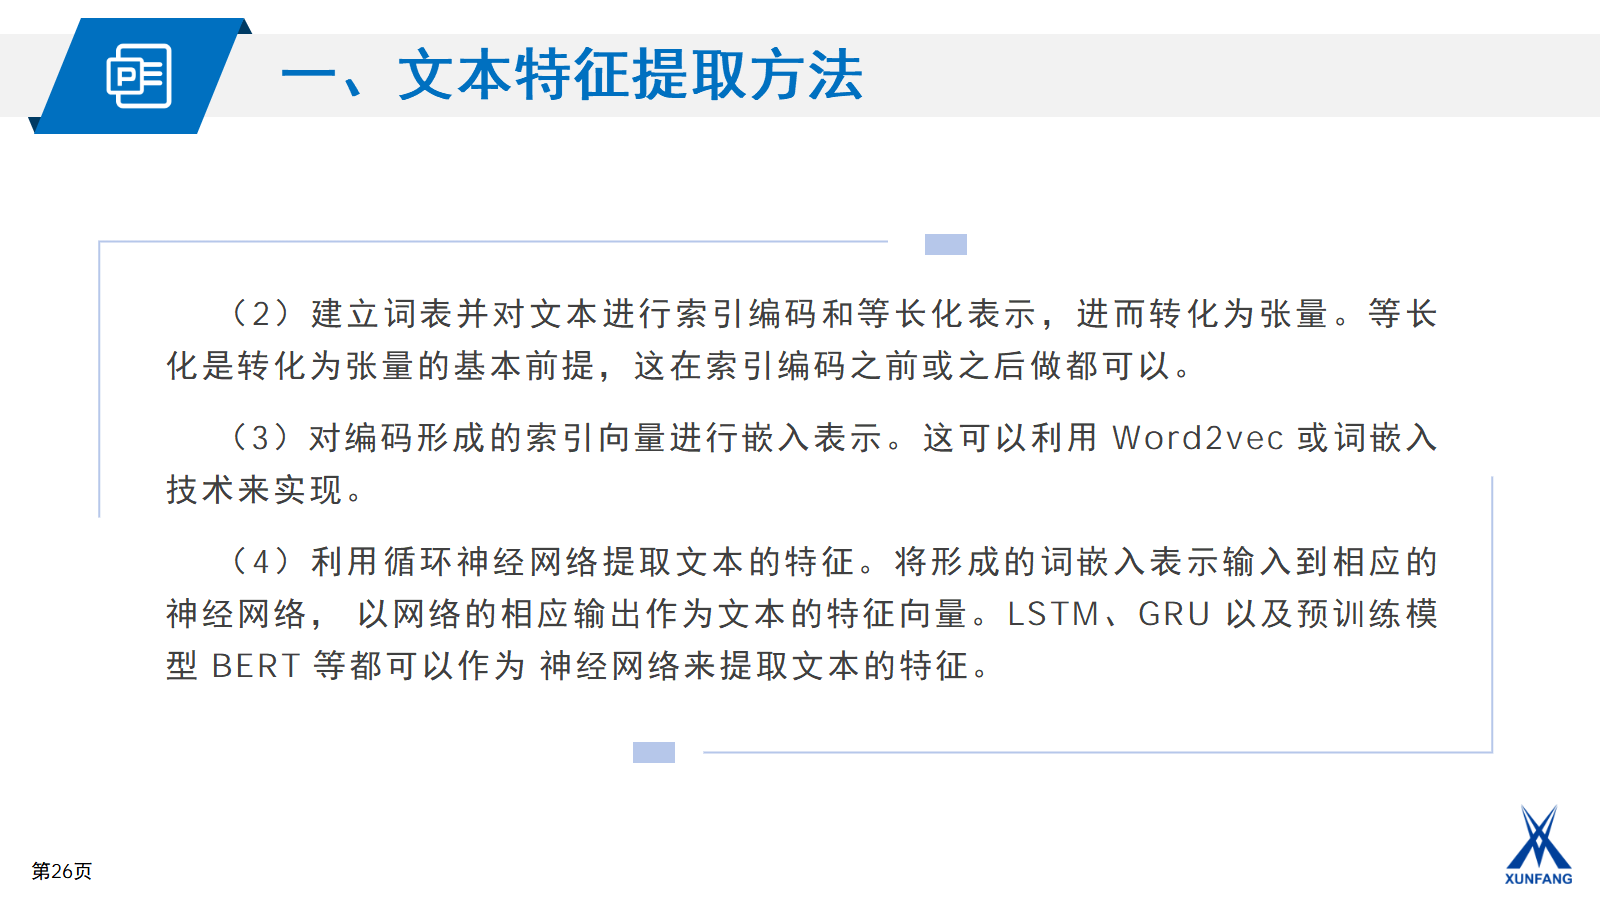 一、文本特征提取方法
（2）建立词表并对文本进行索引编码和等长化表示，进而转化为张量。等长
化是转化为张量的基本前提，这在索引编码之前或之后做都可以。
（3）对编码形成的索引向量进行嵌入表示。这可以利用 Word2vec 或词嵌入
技术来实现。
（4）利用循环神经网络提取文本的特征。将形成的词嵌入表示输入到相应的
神经网络， 以网络的相应输出作为文本的特征向量。LSTM、GRU 以及预训练模
型 BERT 等都可以作为 神经网络来提取文本的特征。
第26页
XUNFANG